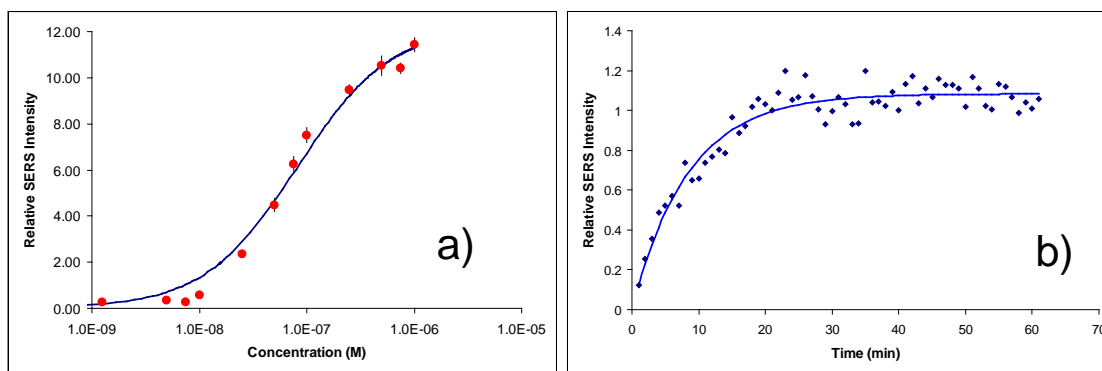 12.00
10.00
8.00
6.00
4.00
2.00
0.00
1.0E-09 1.0E-08 1.0E-07 1.0E-06 1.0E-05
Concentration (M)
Relative SERS Intensity
a)
1.4
1.2
1
0.8
0.6
0.4
0.2
0
0 10 20 30 40 50 60 70
Time (min)
Relative SERS Intensity
b)